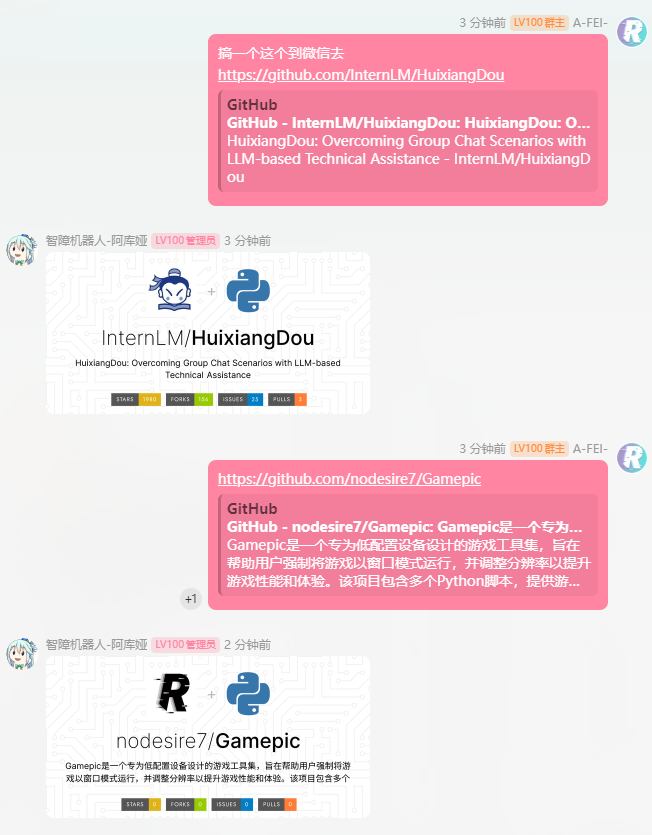 3 分钟前 LV100 群主 A-FEI-
搞一个这个到微信去
https://github.com/InternLM/HuixiangDou
GitHub
GitHub - InternLM/HuixiangDou: HuixiangDou: O...
HuixiangDou: Overcoming Group Chat Scenarios with
LLM-based Technical Assistance - InternLM/HuixiangD
ou
智障机器人-阿库娅 LV100 管理员 3 分钟前
+
InternLM/HuixiangDou
HuixiangDou: Overcoming Group Chat Scenarios with LLM-based
Technical Assistance
STARS 1980 FORKS 156 ISSUES 25 PULLS 3
3 分钟前 LV100 群主 A-FEI-
https://github.com/nodesire7/Gamepic
GitHub
GitHub - nodesire7/Gamepic: Gamepic是一个专为...
Gamepic是一个专为低配置设备设计的游戏工具集，旨在
帮助用户强制将游戏以窗口模式运行，并调整分辨率以提升
游戏性能和体验。该项目包含多个Python脚本，提供游...
+1
智障机器人-阿库娅 LV100 管理员 2 分钟前
R +
nodesire7/Gamepic
Gamepic是一个专为低配置设备设计的游戏工具集，旨在帮助用户强制将游
戏以窗口模式运行，并调整分辨率以提升游戏性能和体验。该项目包含多个
STARS 0 FORKS 0 ISSUES 0 PULLS 0